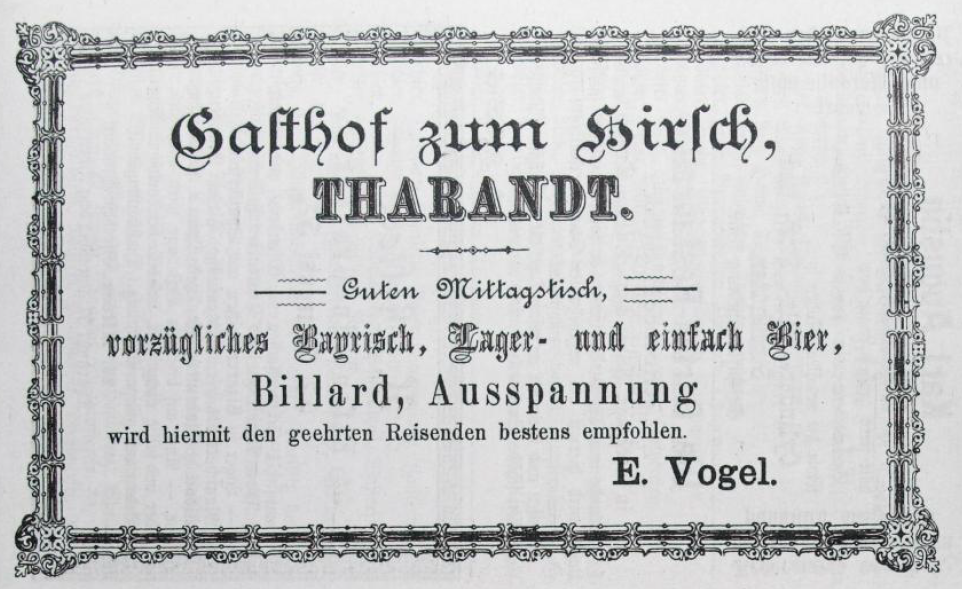 Gasthof zum Hirsch,
THARANDT.
Guten Mittagstisch,
vorzügliches Bayrisch, Lager- und einfach Bier,
Billard, Ausspannung
wird hiermit den geehrten Reisenden bestens empfohlen.
E. Vogel.